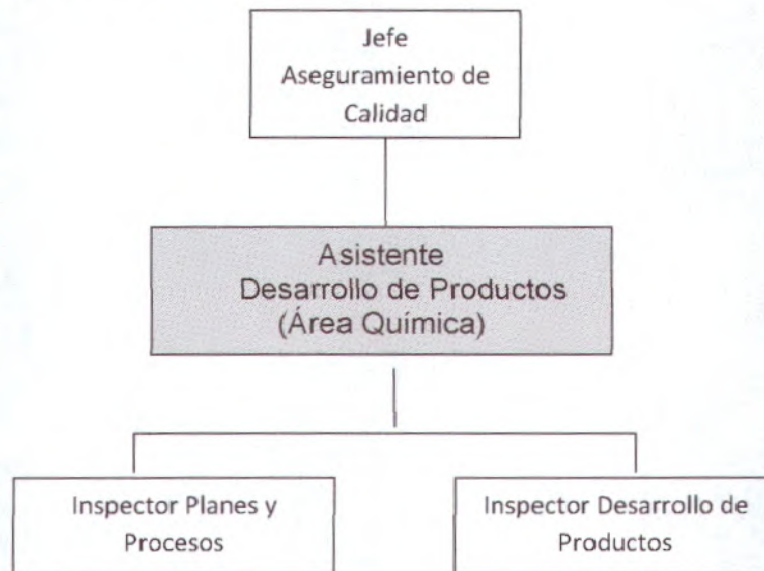 Jefe
Aseguramiento de
Calidad
Asistente
Desarrollo de Productos
(Área Química)
Inspector Planes y
Procesos
Inspector Desarrollo de
Productos